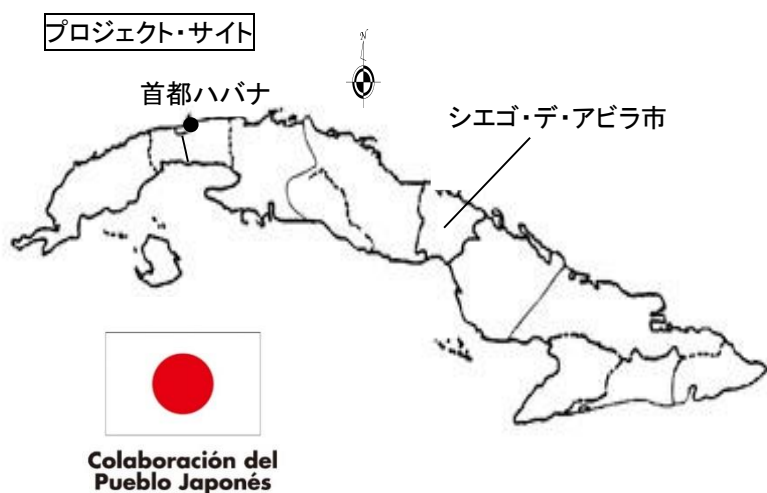 プロジェクト・サイト
N
首都ハバナ
シエゴ・デ・アビラ市
Colaboración del
Pueblo Japonés